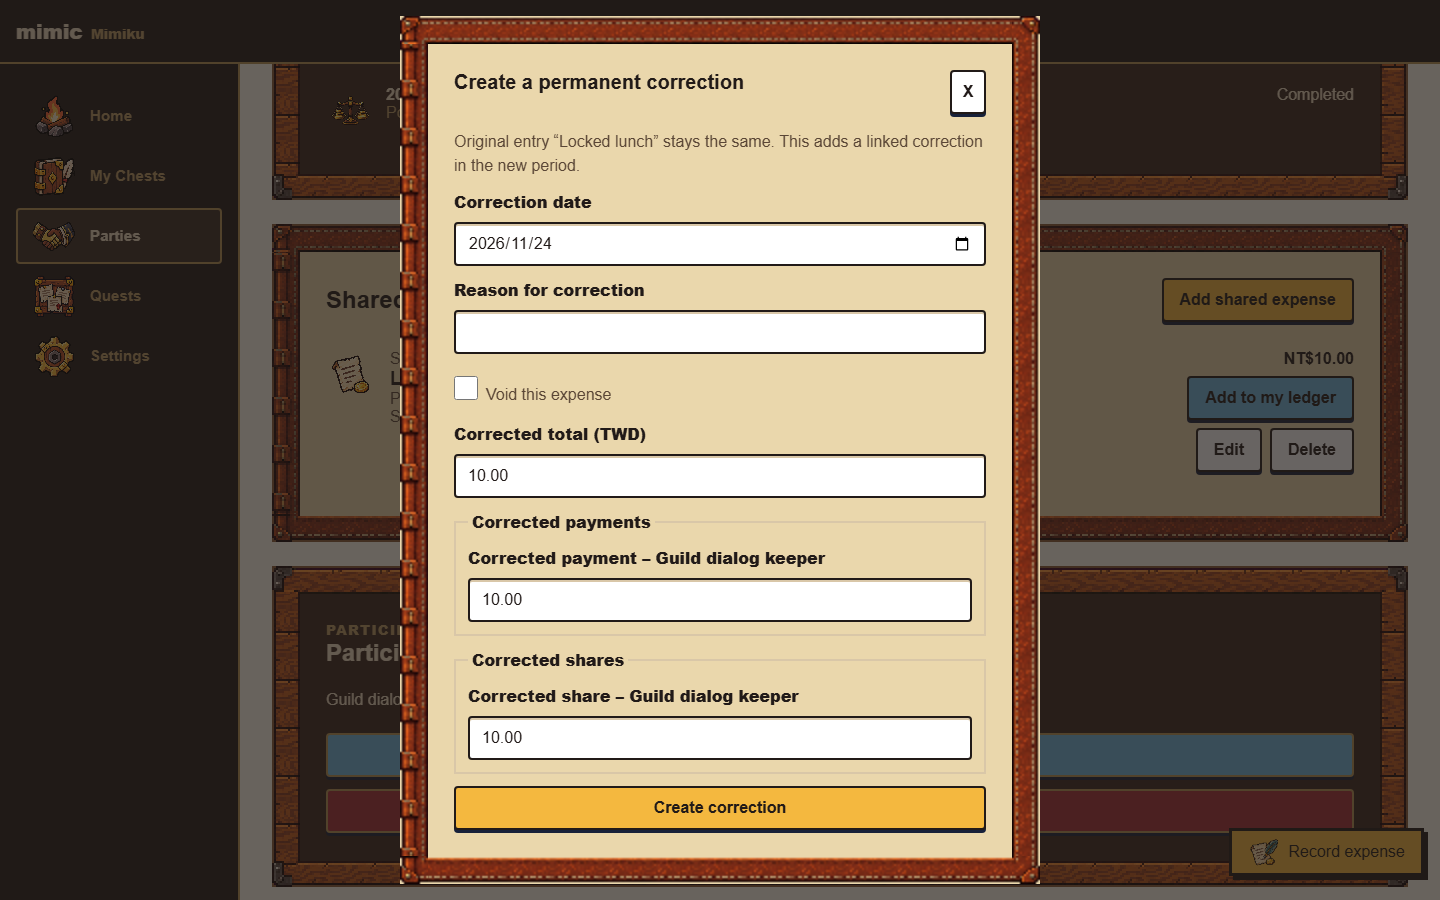 mimic Mimiku
Home
My Chests
Parties
Quests
Settings
Completed
Create a permanent correction
X
Original entry “Locked lunch” stays the same. This adds a linked correction
in the new period.
Correction date
2026/11/24
Reason for correction
Void this expense
Corrected total (TWD)
10.00
Corrected payments
Corrected payment – Guild dialog keeper
10.00
Corrected shares
Corrected share – Guild dialog keeper
10.00
Create correction
Add shared expense
NT$10.00
Add to my ledger
Edit
Delete
Record expense